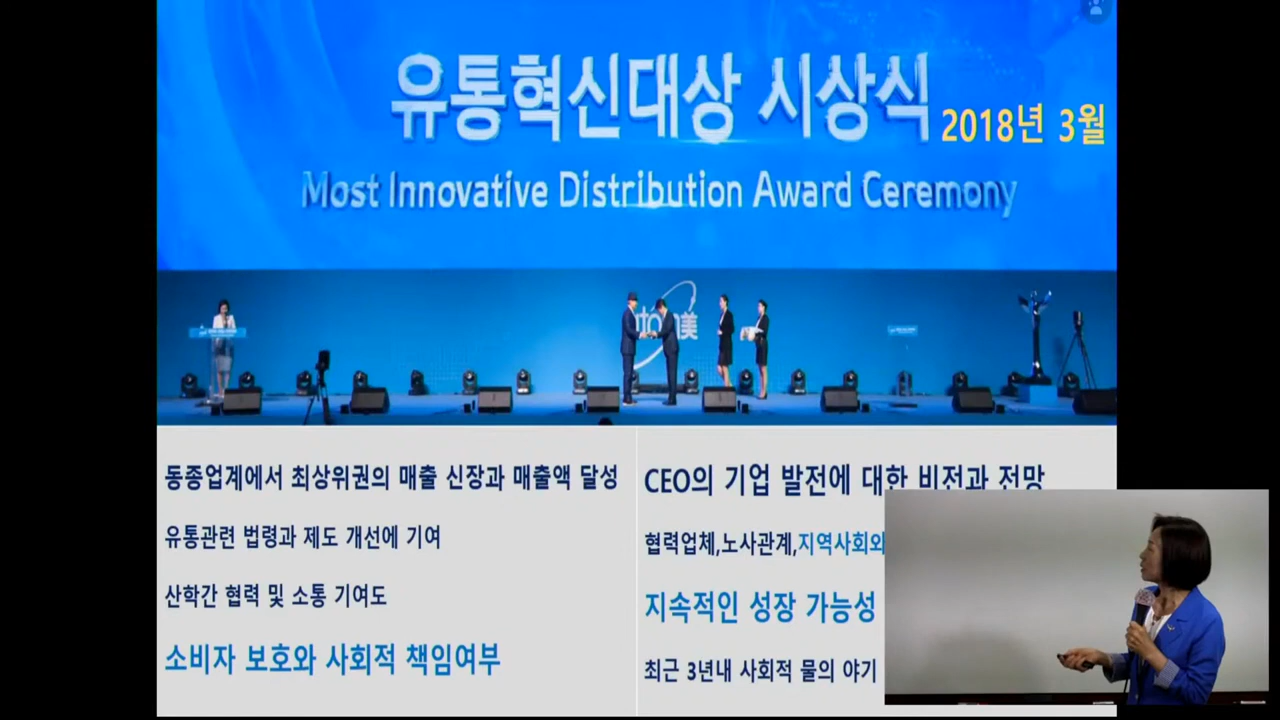 유통혁신대상 시상식
2018년 3월
Most Innovative Distribution Award Ceremony
美
동종업계에서 최상위권의 매출 신장과 매출액 달성
유통관련 법령과 제도 개선에 기여
산학간 협력 및 소통 기여도
소비자 보호와 사회적 책임여부
CEO의 기업 발전에 대한 비전과 전망
협력업체,노사관계,지역사회와
지속적인 성장 가능성
최근 3년내 사회적 물의 야기